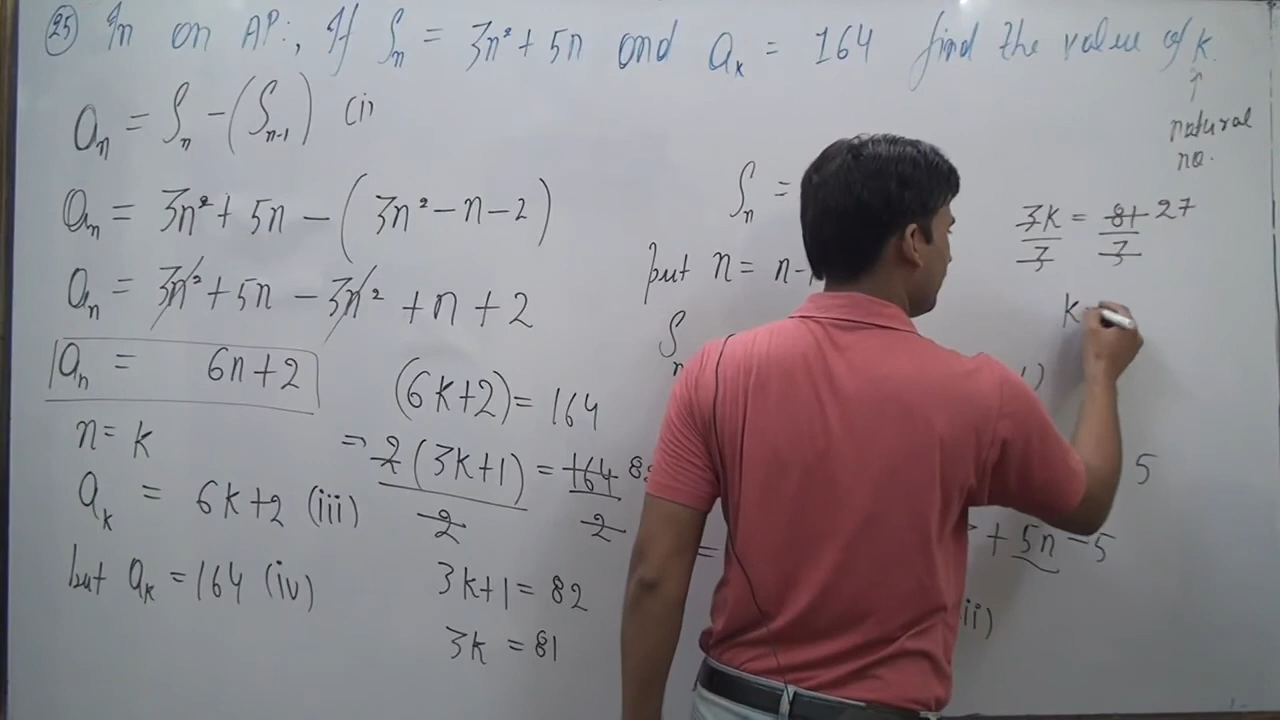 25 In an AP:, If Sn = 3n² + 5n and ak = 164 find the value of k.
↑
natural
no.
an = Sn - (Sn-1) (i
an = 3n² + 5n - (3n² - n - 2)
an = 3n² + 5n - 3n² + n + 2
an = 6n + 2
n = k
ak = 6k + 2 (iii)
but ak = 164 (iv)
(6k + 2) = 164
⇒ 2(3k + 1)/2 = 164/2
3k + 1 = 82
3k = 81
Sn =
put n = n-
S
=
3k/3 = 81/3 27
k
5
+ 5n - 5
ii)